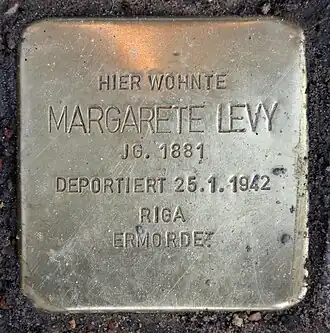 HIER WOHNTE
MARGARETE LEVY
JG. 1881
DEPORTIERT 25.1.1942
RIGA
ERMORDET